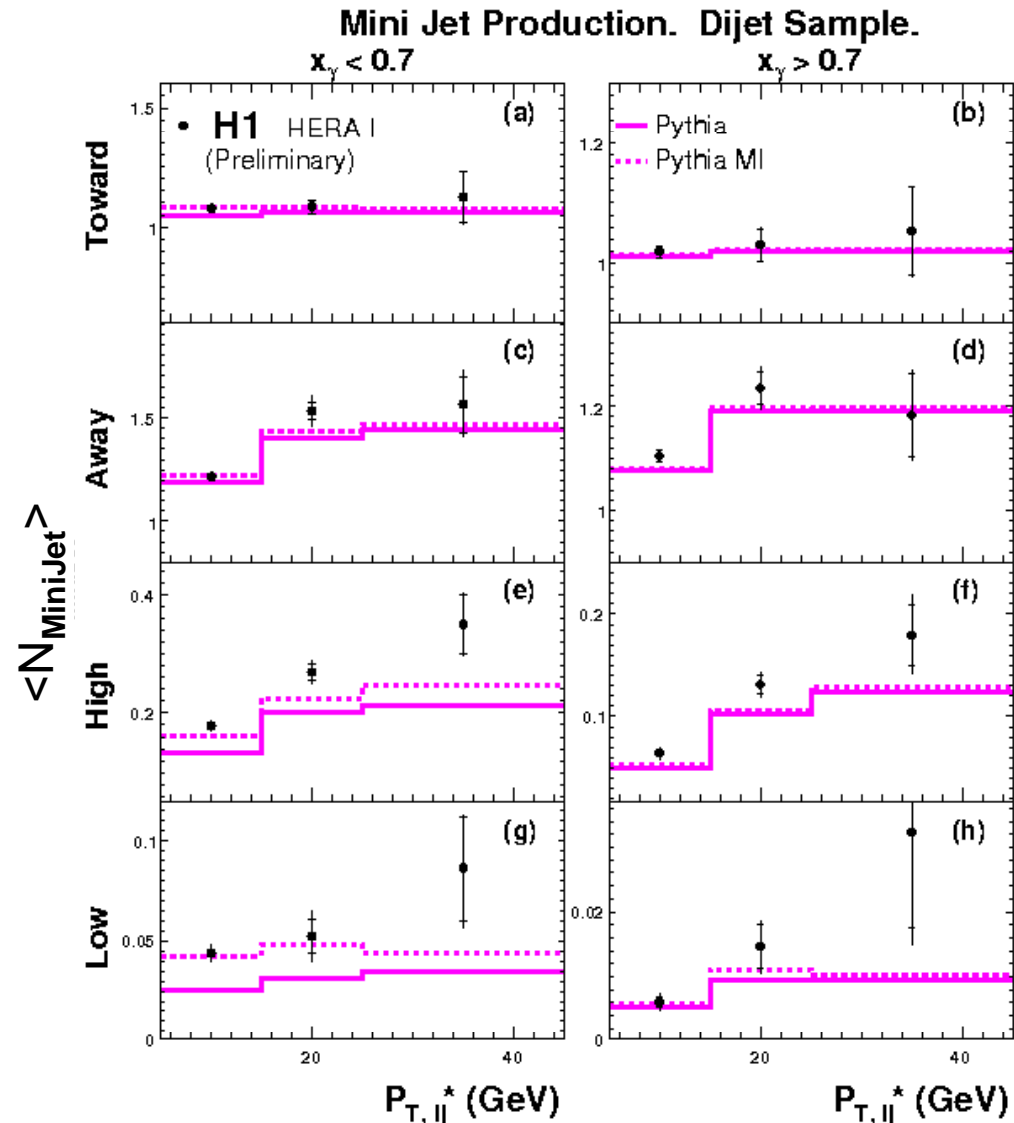 Mini Jet Production. Dijet Sample.
xγ < 0.7
xγ > 0.7
Toward
1.5
1
• H1 HERA I
(Preliminary)
(a)
1.2
1
Pythia
Pythia MI
(b)
Away
1.5
1
(c)
1.2
1
(d)
<N MiniJet>
High
0.4
0.2
(e)
0.2
0.1
(f)
Low
0.1
0.05
0
(g)
0.02
0
(h)
20 40
20 40
P T, JJ * (GeV)
P T, JJ * (GeV)